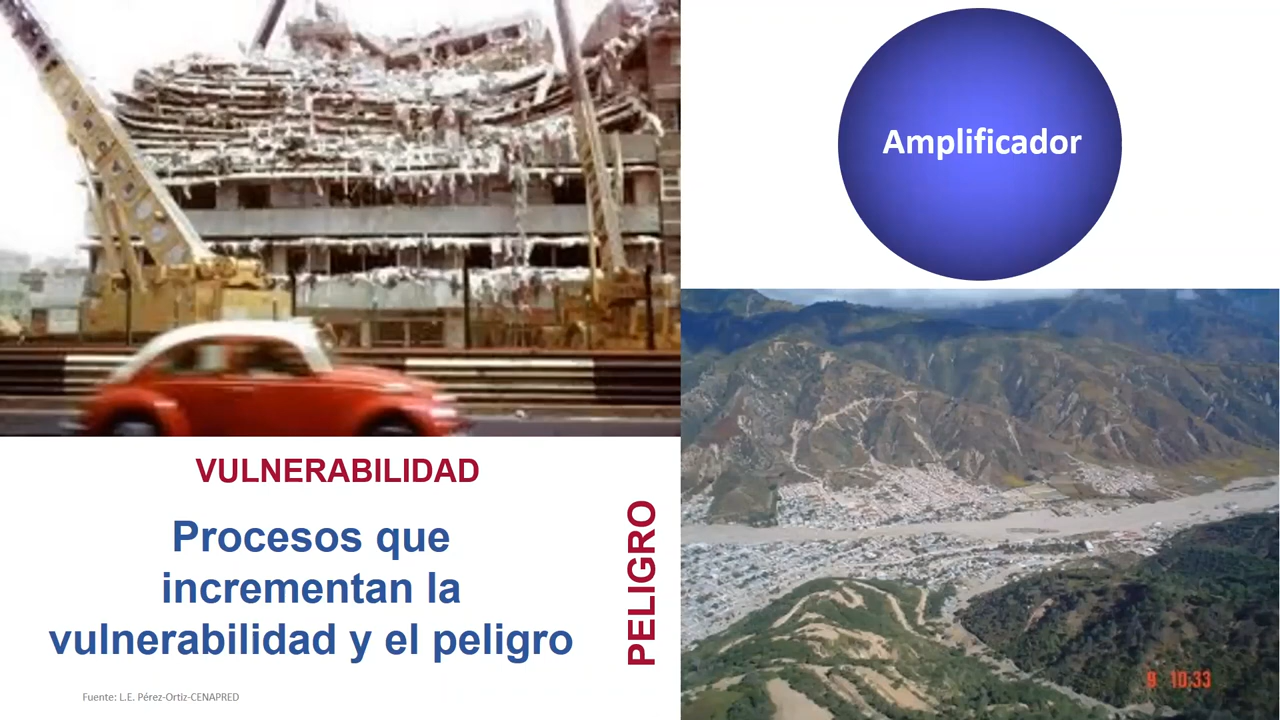 Amplificador
VULNERABILIDAD
Procesos que
incrementan la
vulnerabilidad y el peligro
PELIGRO
Fuente: L.E. Pérez-Ortiz-CENAPRED
9 10:33